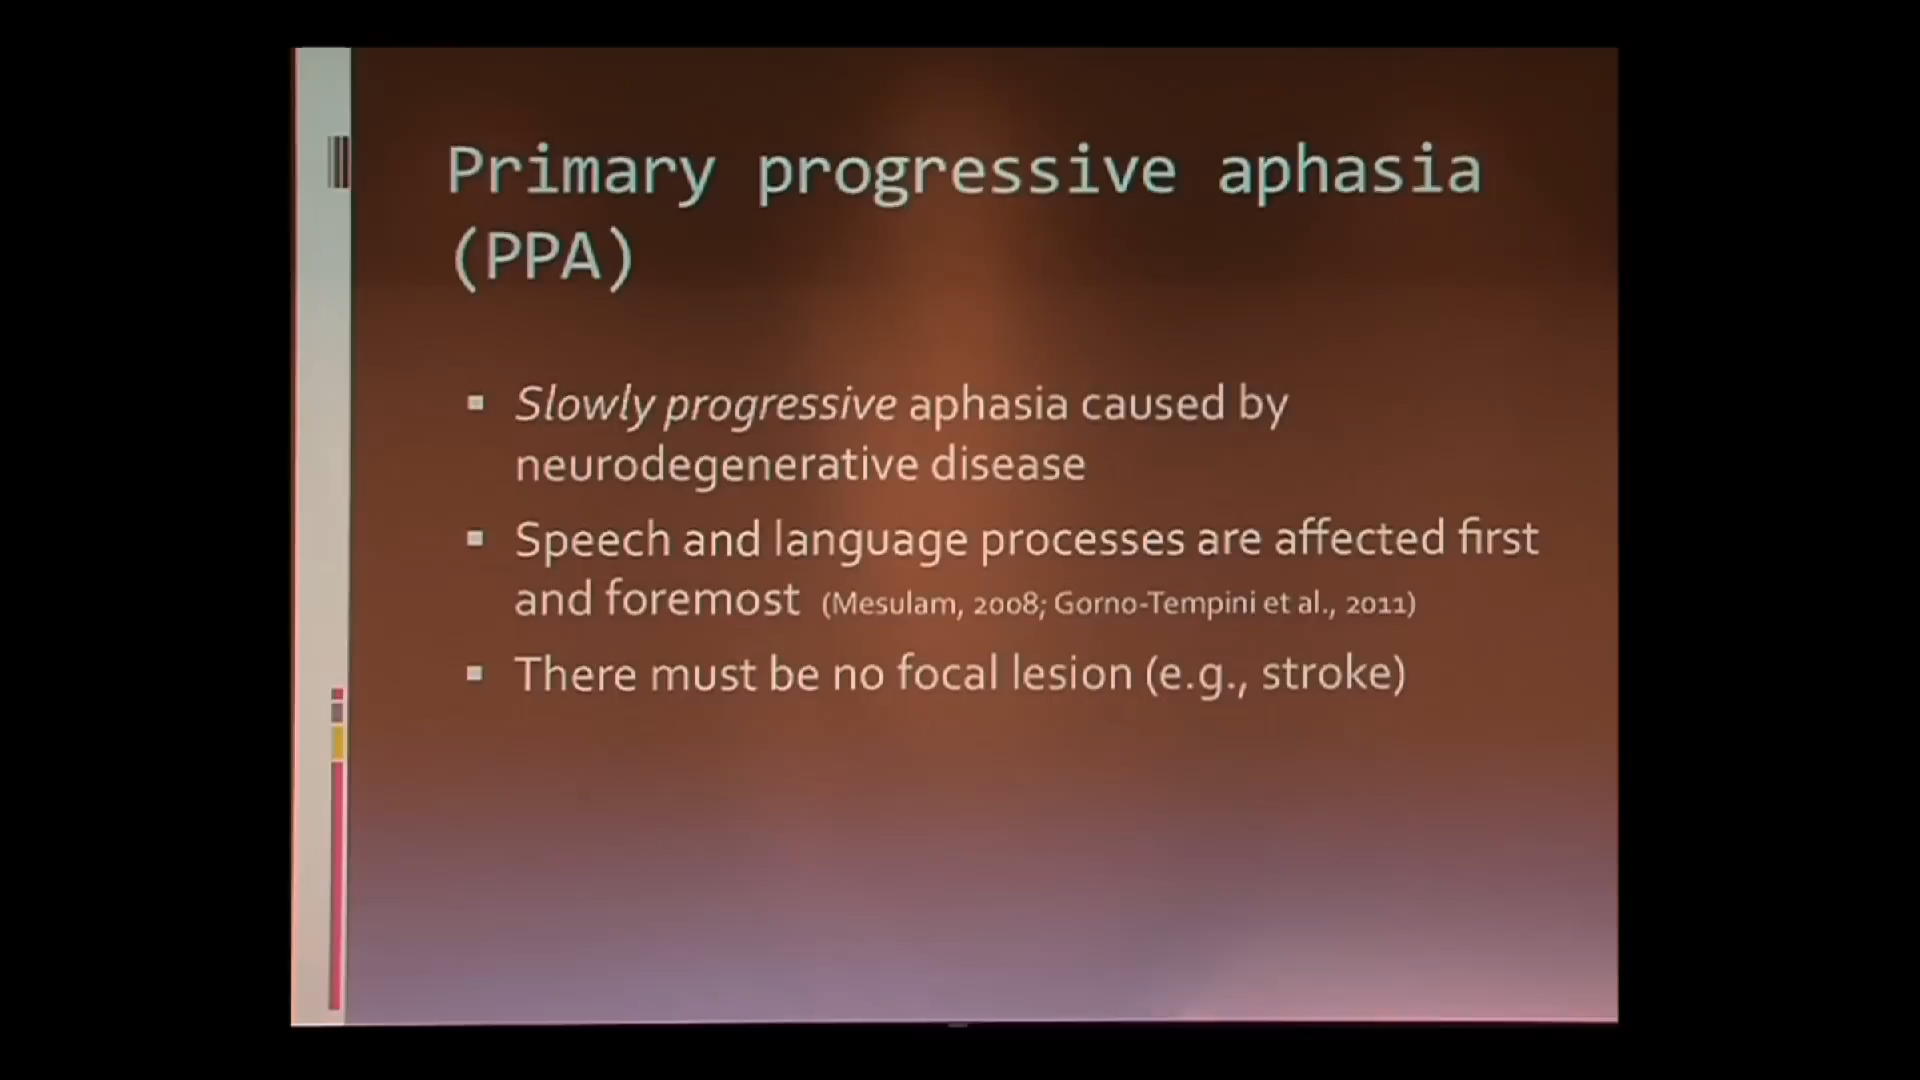 Primary progressive aphasia
(PPA)
▪ Slowly progressive aphasia caused by
neurodegenerative disease
▪ Speech and language processes are affected first
and foremost (Mesulam, 2008; Gorno-Tempini et al., 2011)
▪ There must be no focal lesion (e.g., stroke)